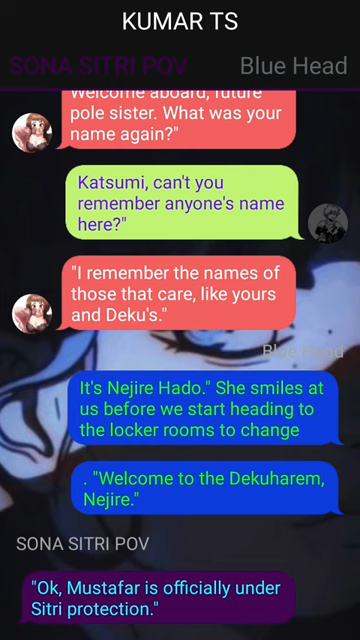 KUMAR TS
SONA SITRI POV
Blue Head
Welcome aboard, future
pole sister. What was your
name again?"
Katsumi, can't you
remember anyone's name
here?"
"I remember the names of
those that care, like yours
and Deku's."
Blue Head
It's Nejire Hado." She smiles at
us before we start heading to
the locker rooms to change
. "Welcome to the Dekuharem,
Nejire."
SONA SITRI POV
"Ok, Mustafar is officially under
Sitri protection."